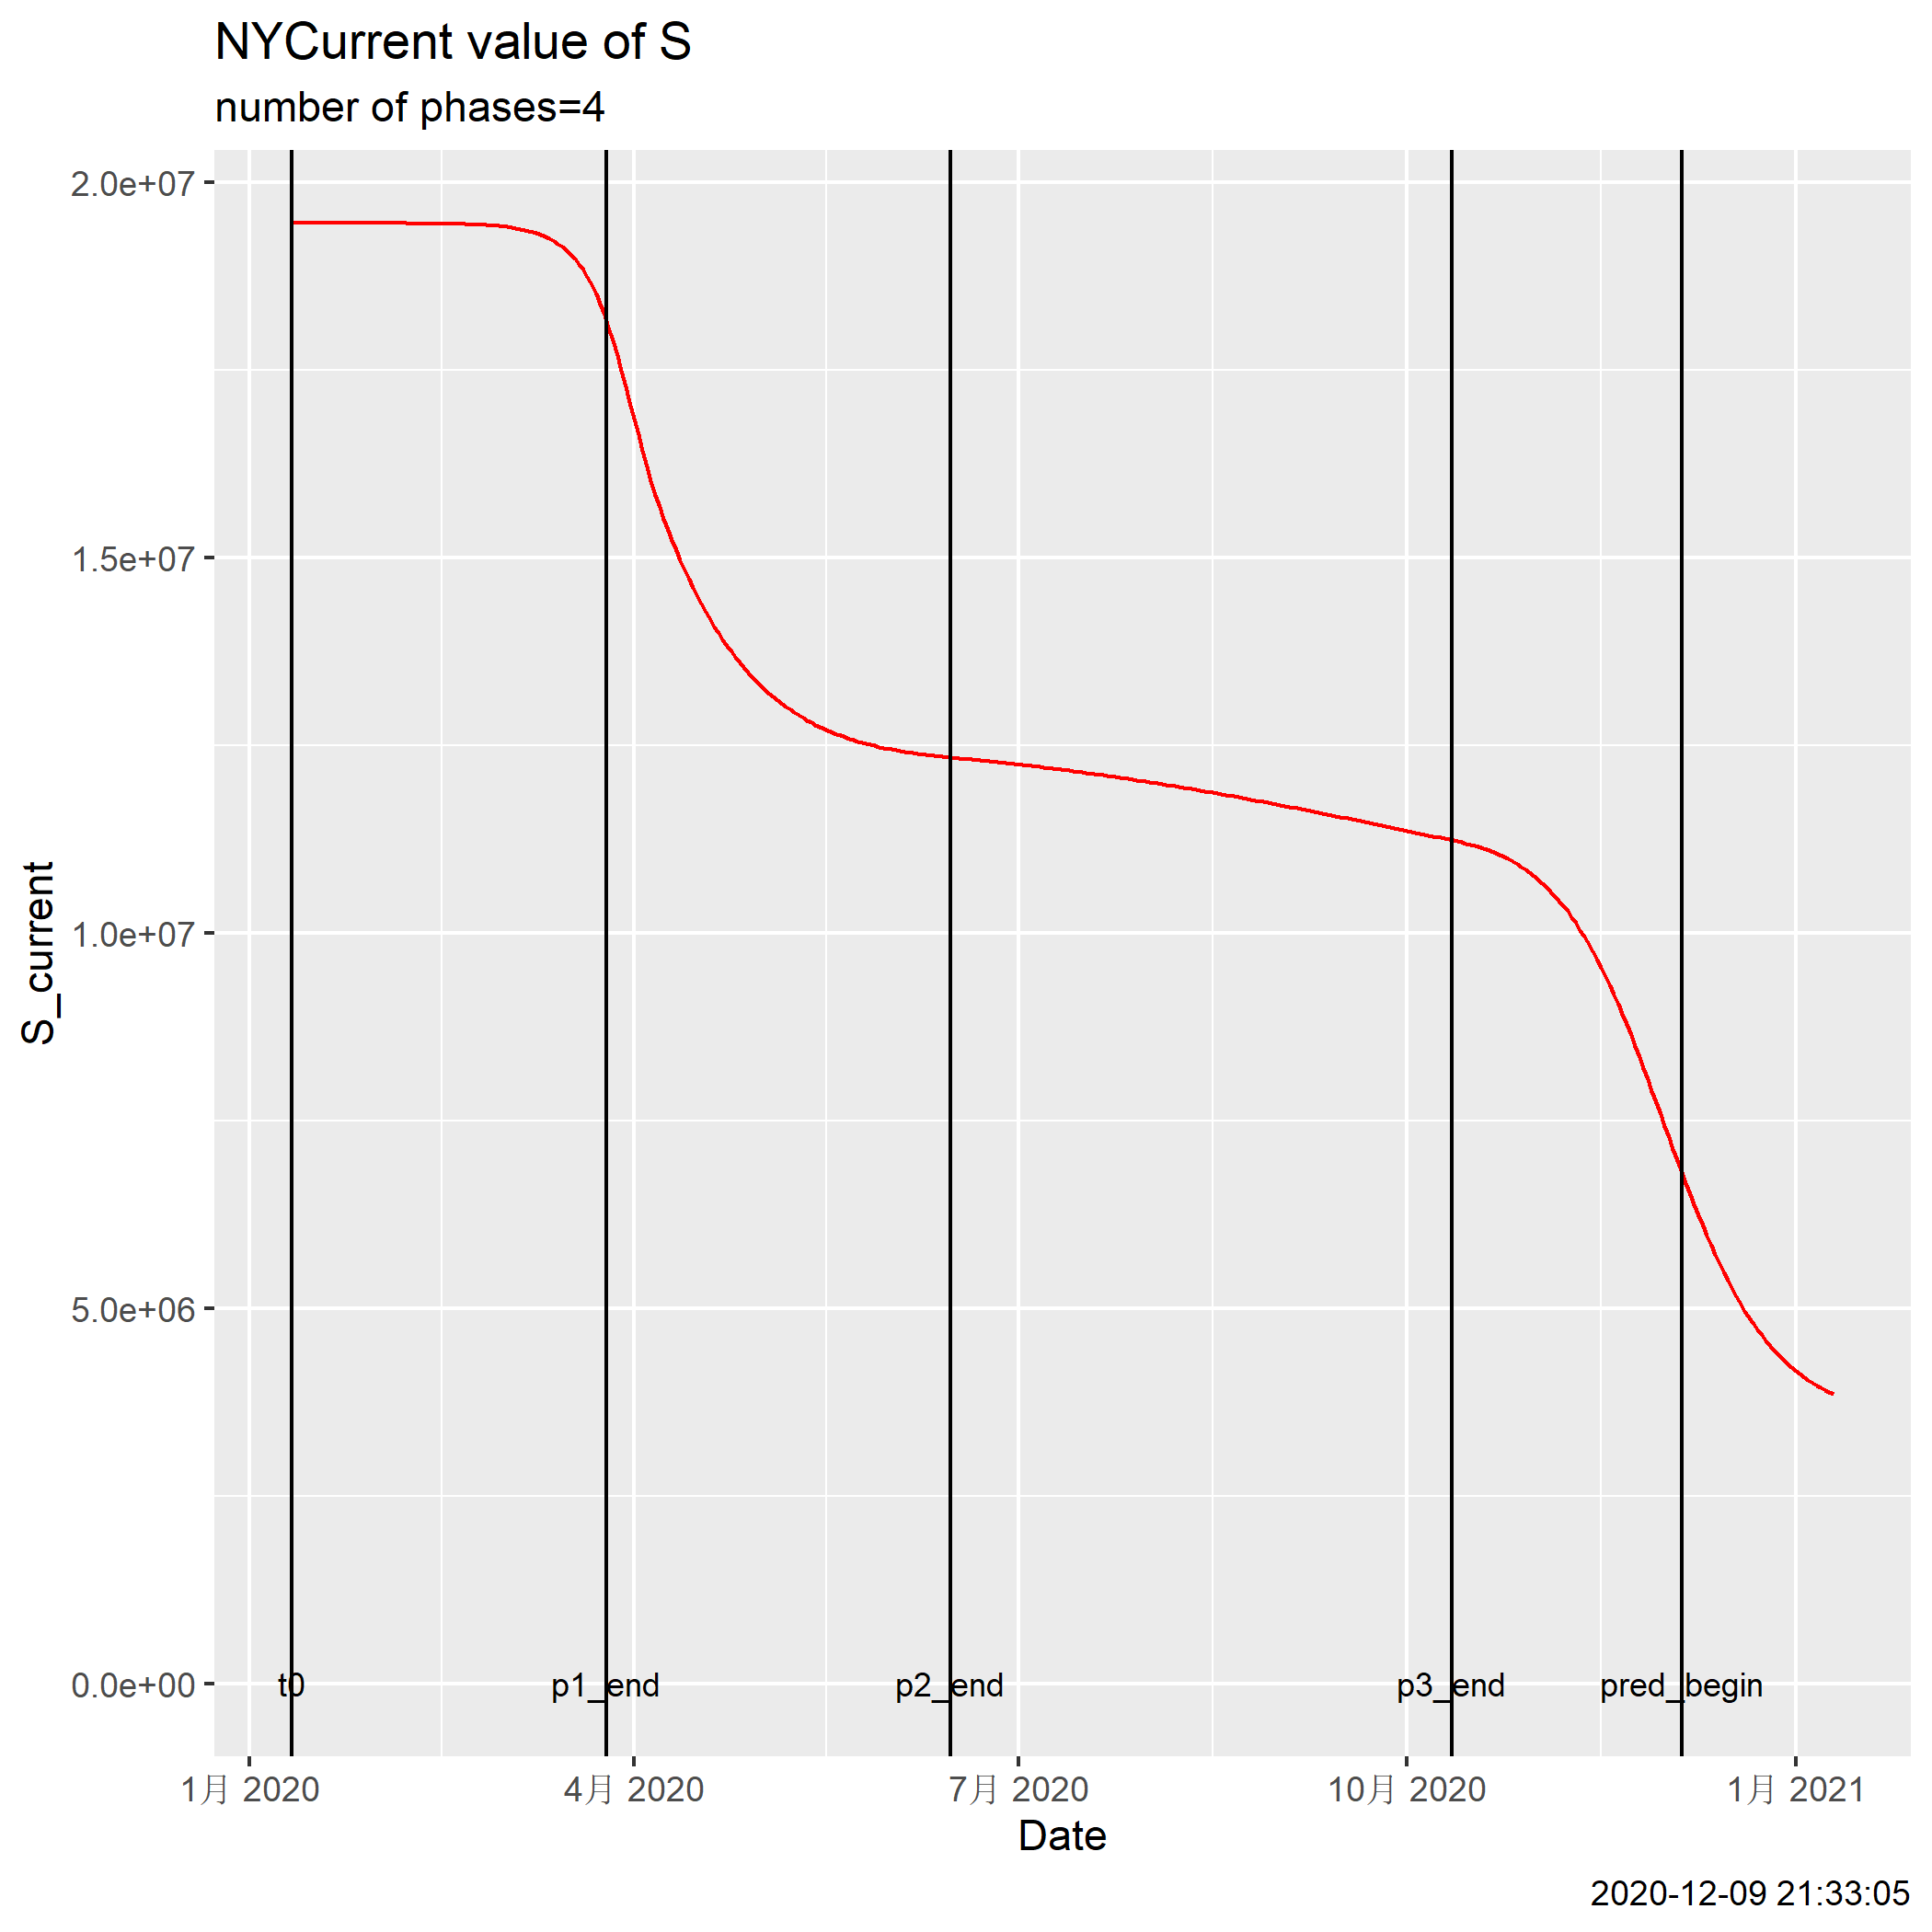 NYCurrent value of S
number of phases=4
2.0e+07
1.5e+07
1.0e+07
5.0e+06
0.0e+00
S_current
t0
p1_end
p2_end
p3_end
pred_begin
1月 2020
4月 2020
7月 2020
10月 2020
1月 2021
Date
2020-12-09 21:33:05